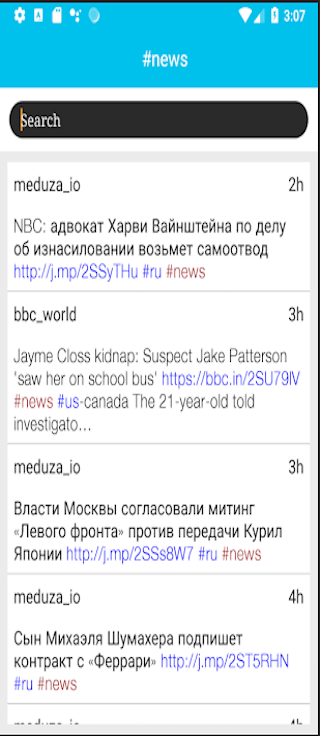 3:07
#news
Search
meduza_io 2h
NBC: адвокат Харви Вайнштейна по делу
об изнасиловании возьмет самоотвод
http://j.mp/2SSyTHu #ru #news
bbc_world 3h
Jayme Closs kidnap: Suspect Jake Patterson
'saw her on school bus' https://bbc.in/2SU79lV
#news #us-canada The 21-year-old told
investigato...
meduza_io 3h
Власти Москвы согласовали митинг
«Левого фронта» против передачи Курил
Японии http://j.mp/2SSs8W7 #ru #news
meduza_io 4h
Сын Михаэля Шумахера подпишет
контракт с «Феррари» http://j.mp/2ST5RHN
#ru #news
meduza_io 4h